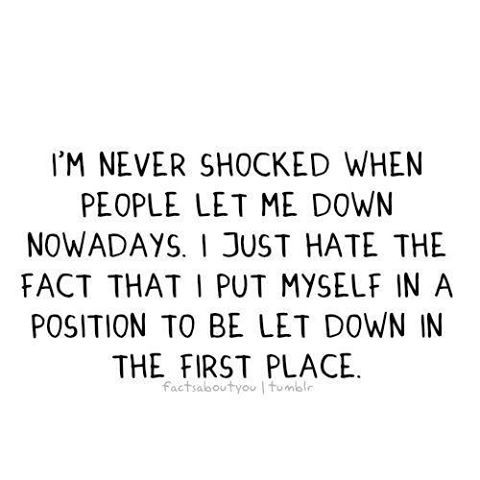 I'M NEVER SHOCKED WHEN
PEOPLE LET ME DOWN
NOWADAYS. I JUST HATE THE
FACT THAT I PUT MYSELF IN A
POSITION TO BE LET DOWN IN
THE FIRST PLACE.
factsaboutyou | tumblr